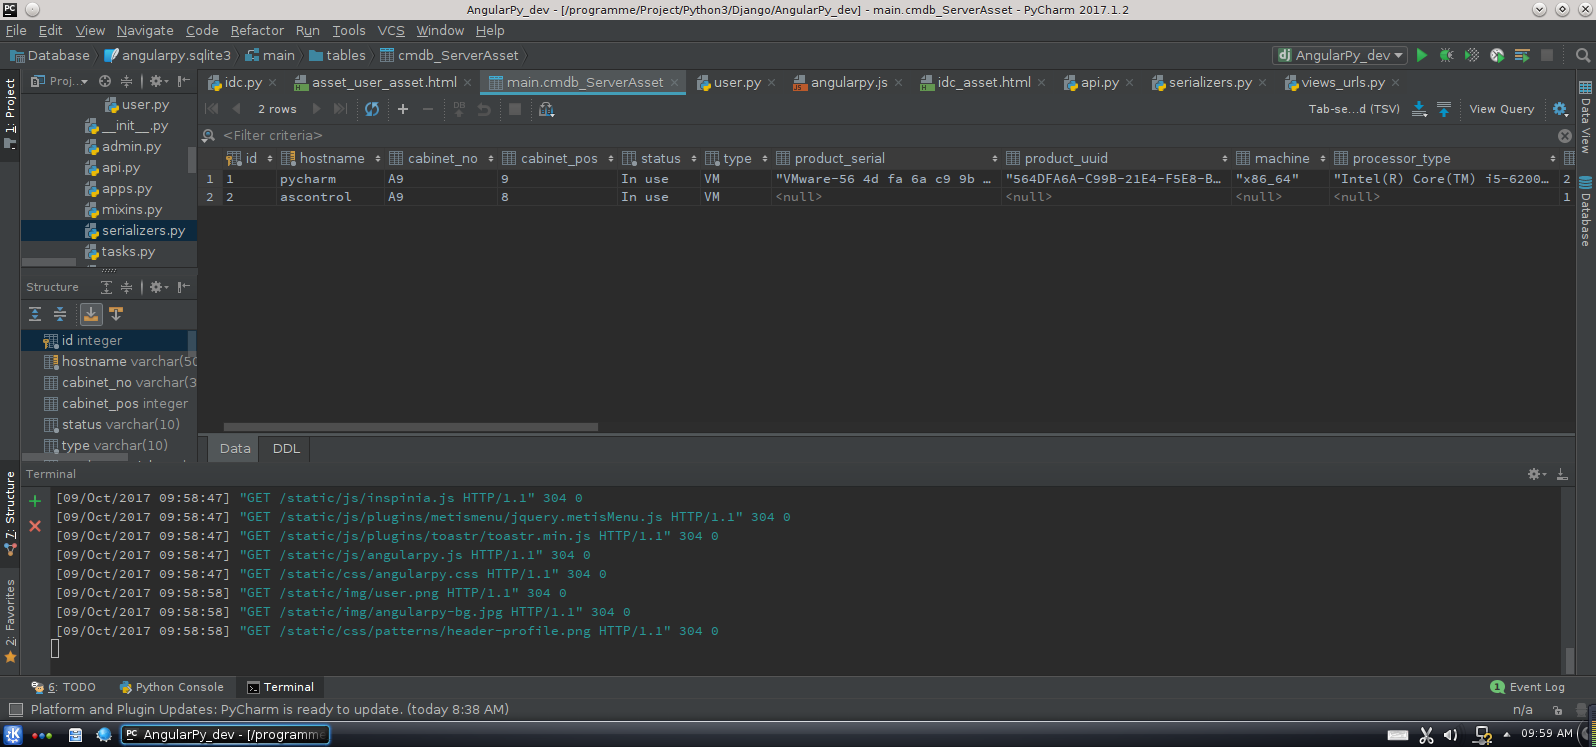 AngularPy_dev - [/programme/Project/Python3/Django/AngularPy_dev] - main.cmdb_ServerAsset - PyCharm 2017.1.2
File Edit View Navigate Code Refactor Run Tools VCS Window Help
Database angularpy.sqlite3 main tables cmdb_ServerAsset AngularPy_dev
1: Project
Proj... idc.py asset_user_asset.html main.cmdb_ServerAsset user.py angularpy.js idc_asset.html api.py serializers.py views_urls.py
user.py
__init__.py
admin.py
api.py
apps.py
mixins.py
serializers.py
tasks.py
2 rows DB Tab-se...d (TSV) View Query
<Filter criteria>
id hostname cabinet_no cabinet_pos status type product_serial product_uuid machine processor_type
1 1 pycharm A9 9 In use VM "VMware-56 4d fa 6a c9 9b ... "564DFA6A-C99B-21E4-F5E8-B... "x86_64" "Intel(R) Core(TM) i5-6200... 2
2 2 ascontrol A9 8 In use VM <null> <null> <null> <null> 1
Data View
Database
Structure
id integer
hostname varchar(50
cabinet_no varchar(3
cabinet_pos integer
status varchar(10)
type varchar(10)
Data DDL
7: Structure
2: Favorites
Terminal
[09/Oct/2017 09:58:47] "GET /static/js/inspinia.js HTTP/1.1" 304 0
[09/Oct/2017 09:58:47] "GET /static/js/plugins/metismenu/jquery.metisMenu.js HTTP/1.1" 304 0
[09/Oct/2017 09:58:47] "GET /static/js/plugins/toastr/toastr.min.js HTTP/1.1" 304 0
[09/Oct/2017 09:58:47] "GET /static/js/angularpy.js HTTP/1.1" 304 0
[09/Oct/2017 09:58:47] "GET /static/css/angularpy.css HTTP/1.1" 304 0
[09/Oct/2017 09:58:58] "GET /static/img/user.png HTTP/1.1" 304 0
[09/Oct/2017 09:58:58] "GET /static/img/angularpy-bg.jpg HTTP/1.1" 304 0
[09/Oct/2017 09:58:58] "GET /static/css/patterns/header-profile.png HTTP/1.1" 304 0
6: TODO Python Console Terminal 1 Event Log
Platform and Plugin Updates: PyCharm is ready to update. (today 8:38 AM) n/a
PC AngularPy_dev - [/programme 09:59 AM